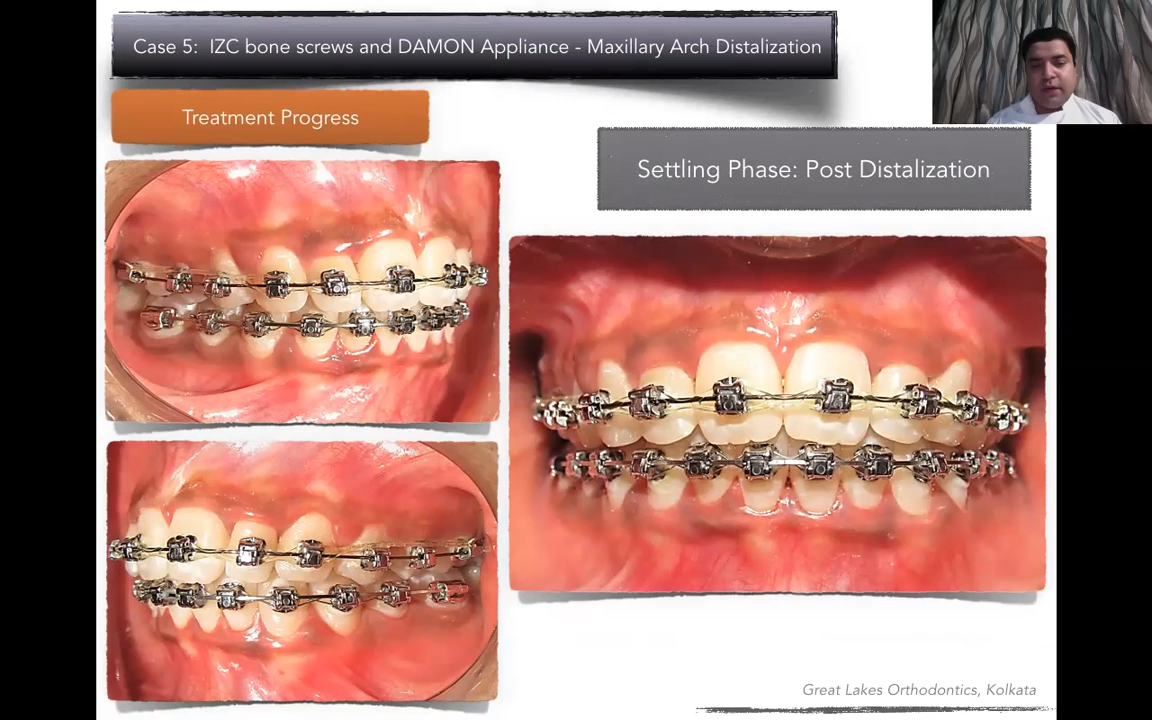 Case 5: IZC bone screws and DAMON Appliance - Maxillary Arch Distalization
Treatment Progress
Settling Phase: Post Distalization
Great Lakes Orthodontics, Kolkata